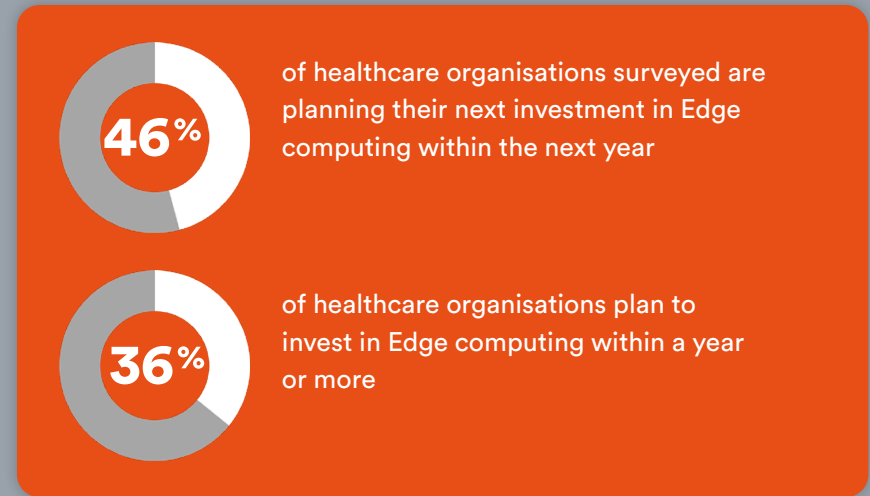 46%
of healthcare organisations surveyed are
planning their next investment in Edge
computing within the next year
36%
of healthcare organisations plan to
invest in Edge computing within a year
or more